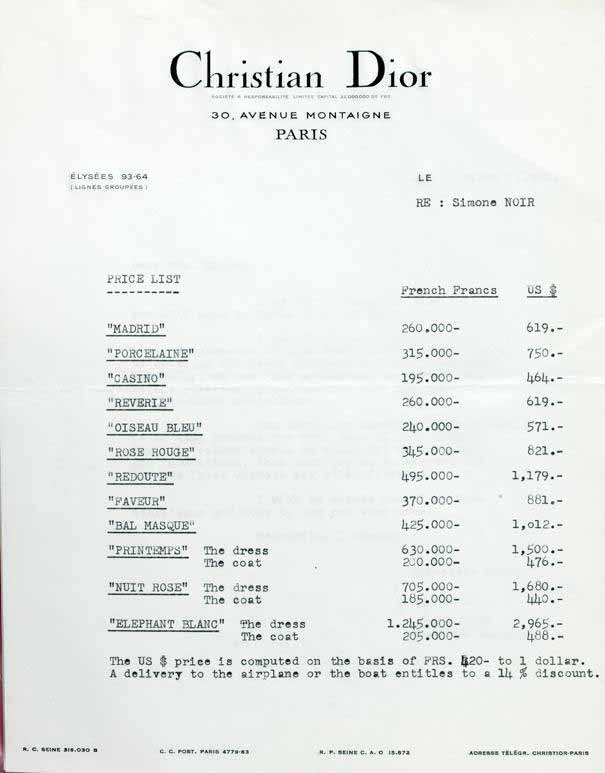 Christian Dior
SOCIÉTÉ A RESPONSABILITÉ LIMITÉE CAPITAL DE FRS
30, AVENUE MONTAIGNE
PARIS
ÉLYSÉES 93-64
(LIGNES GROUPÉES)
LE
RE : Simone NOIR
PRICE LIST
French Francs US $
"MADRID" 260.000- 619.-
"PORCELAINE" 315.000- 750.-
"CASINO" 195.000- 464.-
"REVERIE" 260.000- 619.-
"OISEAU BLEU" 240.000- 571.-
"ROSE ROUGE" 345.000- 821.-
"REDOUTE" 495.000- 1,179.-
"FAVEUR" 370.000- 881.-
"BAL MASQUE" 425.000- 1,012.-
"PRINTEMPS" The dress 630.000- 1,500.-
The coat 200.000- 476.-
"NUIT ROSE" The dress 705.000- 1,680.-
The coat 185.000- 440.-
"ELEPHANT BLANC" The dress 1.245.000- 2,965.-
The coat 205.000- 488.-
The US $ price is computed on the basis of FRS. 420- to 1 dollar.
A delivery to the airplane or the boat entitles to a 14 % discount.
R. C. SEINE 316.030 B C. C. POST. PARIS 4779-63 R. P. SEINE C. A. O 15.672 ADRESSE TÉLÉGR. CHRISTIOR-PARIS